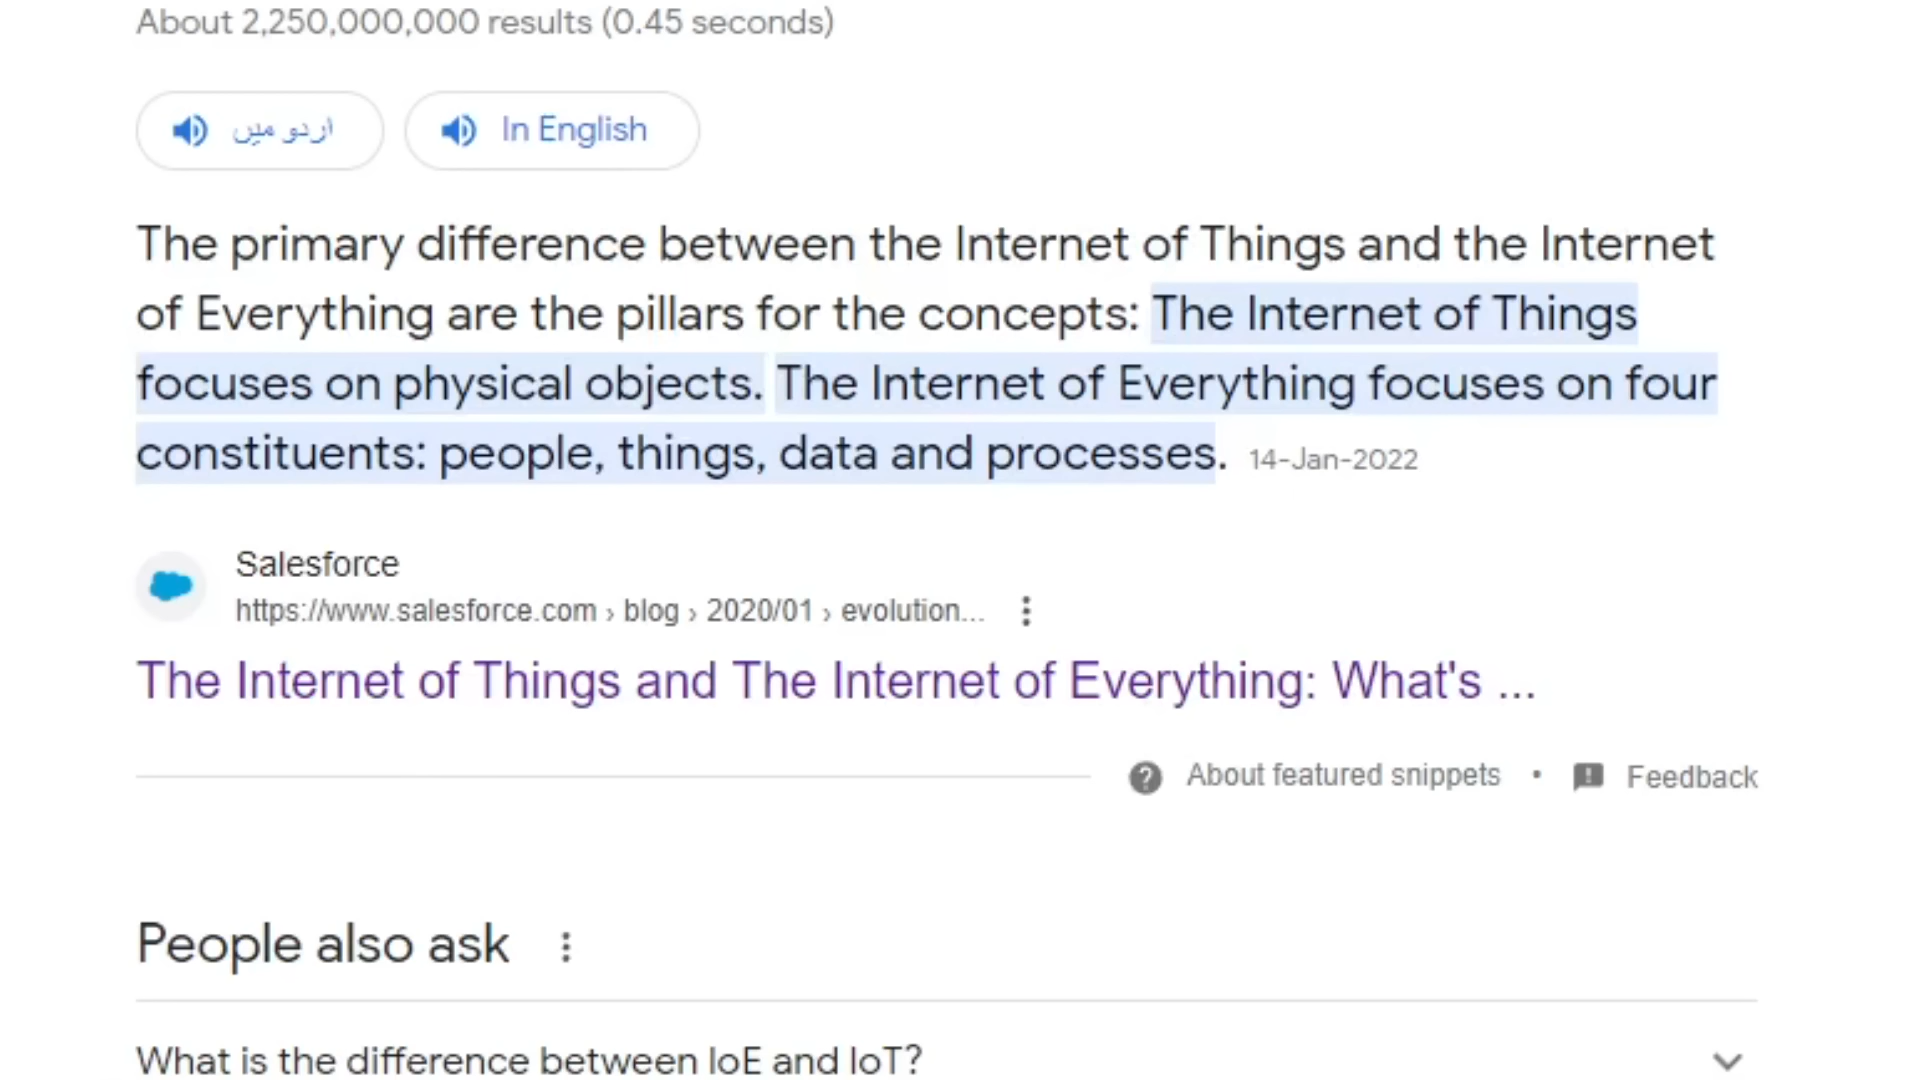 About 2,250,000,000 results (0.45 seconds)
اردو میں
In English
The primary difference between the Internet of Things and the Internet
of Everything are the pillars for the concepts: The Internet of Things
focuses on physical objects. The Internet of Everything focuses on four
constituents: people, things, data and processes. 14-Jan-2022
Salesforce
https://www.salesforce.com › blog › 2020/01 › evolution...
The Internet of Things and The Internet of Everything: What's ...
About featured snippets • Feedback
People also ask
What is the difference between IoE and IoT?